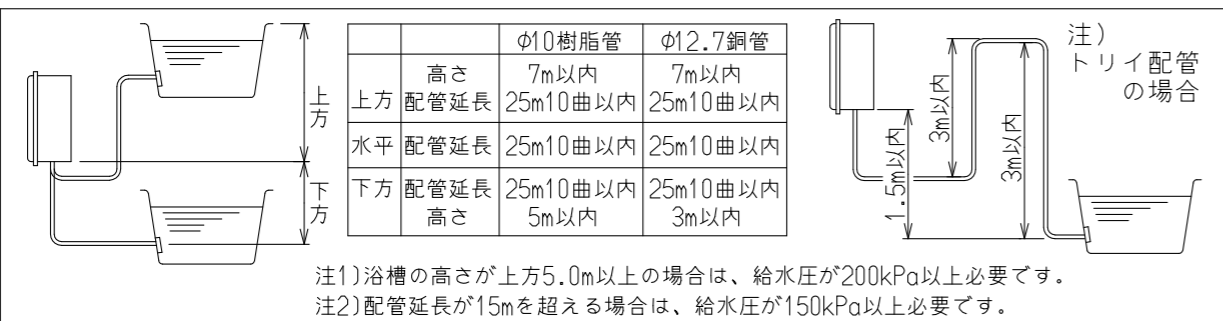 上方
下方
φ10樹脂管 φ12.7銅管
上方 高さ 7m以内 7m以内
配管延長 25m10曲以内 25m10曲以内
水平 配管延長 25m10曲以内 25m10曲以内
下方 配管延長 25m10曲以内 25m10曲以内
高さ 5m以内 3m以内
1.5m以内
3m以内
3m以内
注)
トリイ配管
の場合
注1)浴槽の高さが上方5.0m以上の場合は、給水圧が200kPa以上必要です。
注2)配管延長が15mを超える場合は、給水圧が150kPa以上必要です。